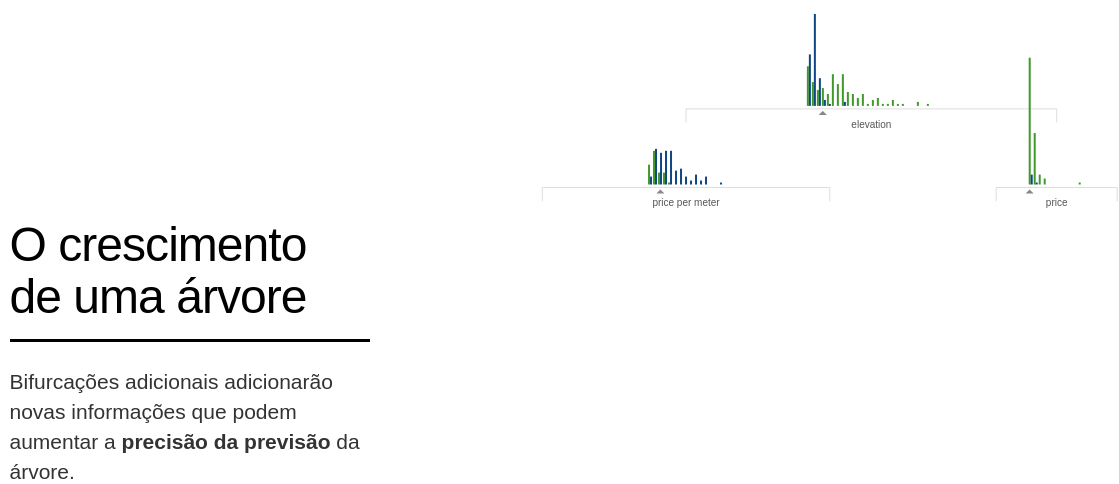 elevation
price per meter
price
O crescimento
de uma árvore
Bifurcações adicionais adicionarão
novas informações que podem
aumentar a precisão da previsão da
árvore.